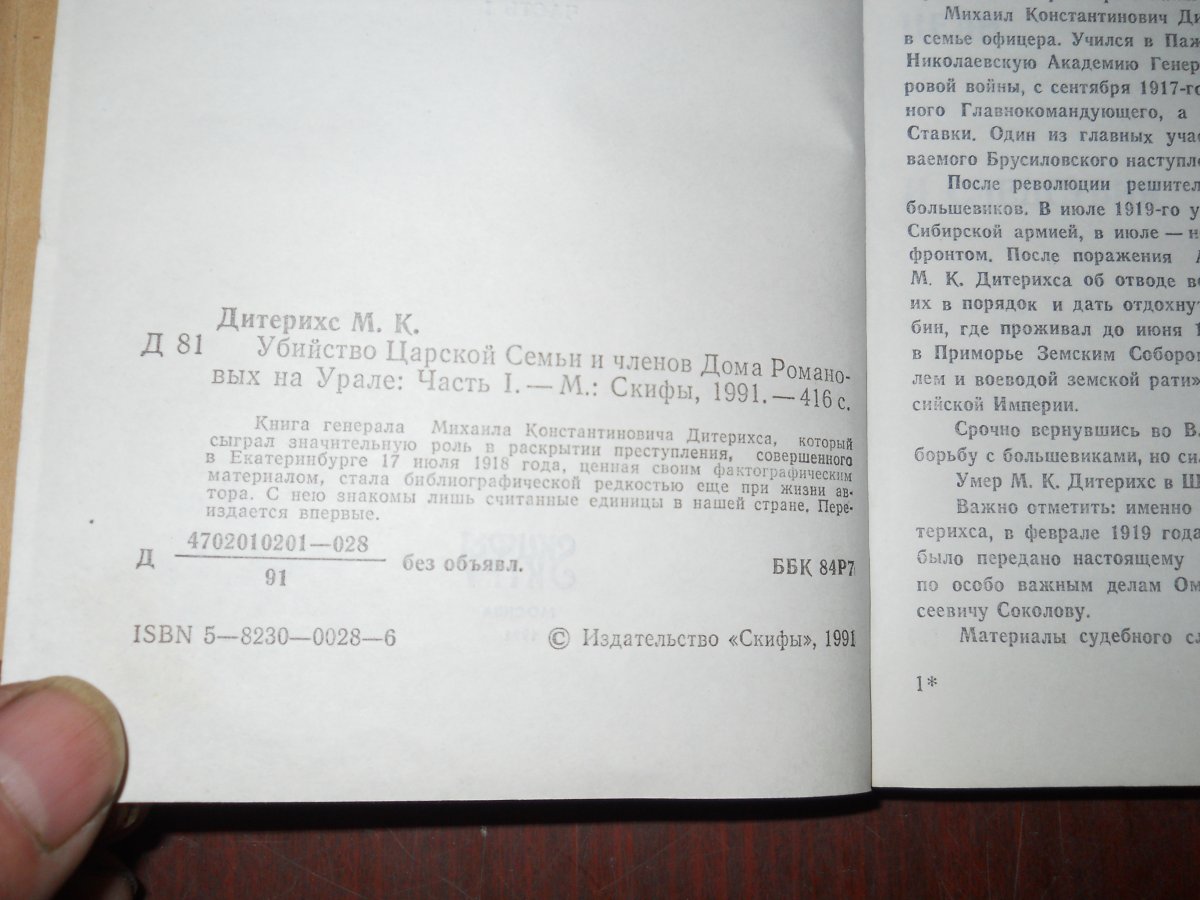 Дитерихс М. К.
Д 81
Убийство Царской Семьи и членов Дома Романо-
вых на Урале: Часть I. — М.: Скифы, 1991. — 416 с.
Книга генерала Михаила Константиновича Дитерихса, который
сыграл значительную роль в раскрытии преступления, совершенного
в Екатеринбурге 17 июля 1918 года, ценная своим фактографическим
материалом, стала библиографической редкостью еще при жизни ав-
тора. С нею знакомы лишь считанные единицы в нашей стране. Пере-
издается впервые.
Д 4702010201—028 без объявл.
91
ББК 84Р7
ISBN 5—8230—0028—6
© Издательство «Скифы», 1991
Михаил Константинович Ди
в семье офицера. Учился в Паж
Николаевскую Академию Генер
ровой войны, с сентября 1917-го
ного Главнокомандующего, а
Ставки. Один из главных учас
ваемого Брусиловского наступле
После революции решител
большевиков. В июле 1919-го у
Сибирской армией, в июле — н
фронтом. После поражения А
М. К. Дитерихса об отводе во
их в порядок и дать отдохнут
бин, где проживал до июня 1
в Приморье Земским Соборо
лем и воеводой земской рати»
сийской Империи.
Срочно вернувшись во Вл
борьбу с большевиками, но си
Умер М. К. Дитерихс в Ш
Важно отметить: именно
терихса, в феврале 1919 года
было передано настоящему
по особо важным делам Ом
сеевичу Соколову.
Материалы судебного сл
1*